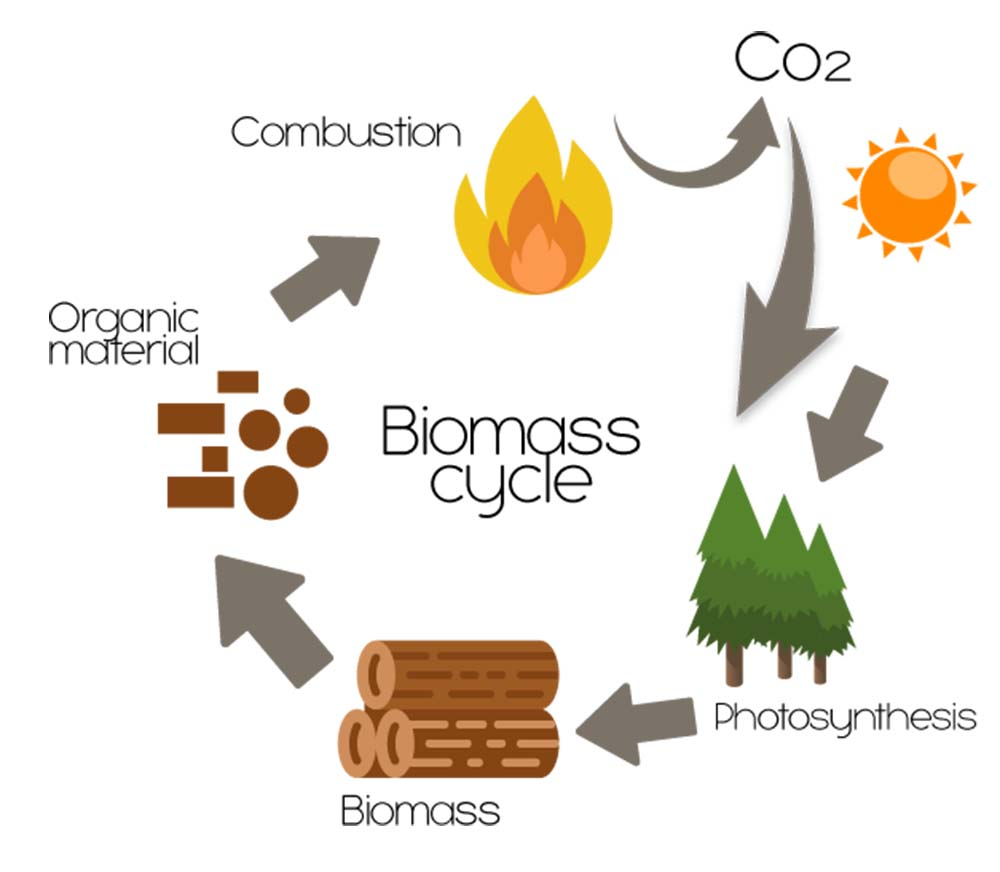 Co2
Combustion
Organic
material
Biomass
cycle
Photosynthesis
Biomass